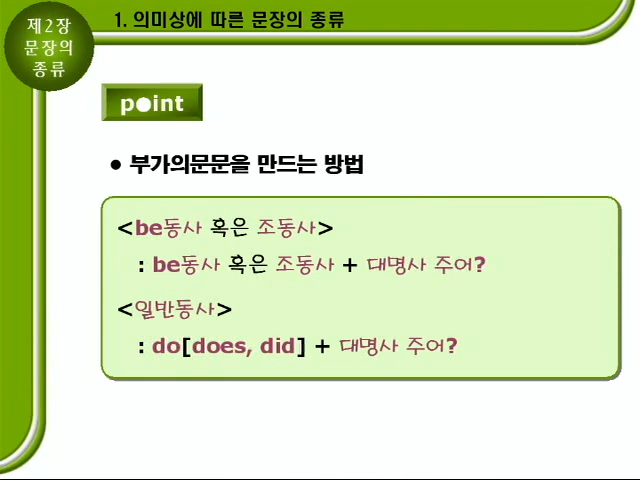 제2장
문장의
종류
1. 의미상에 따른 문장의 종류
point
● 부가의문문을 만드는 방법
<be동사 혹은 조동사>
: be동사 혹은 조동사 + 대명사 주어?
<일반동사>
: do[does, did] + 대명사 주어?